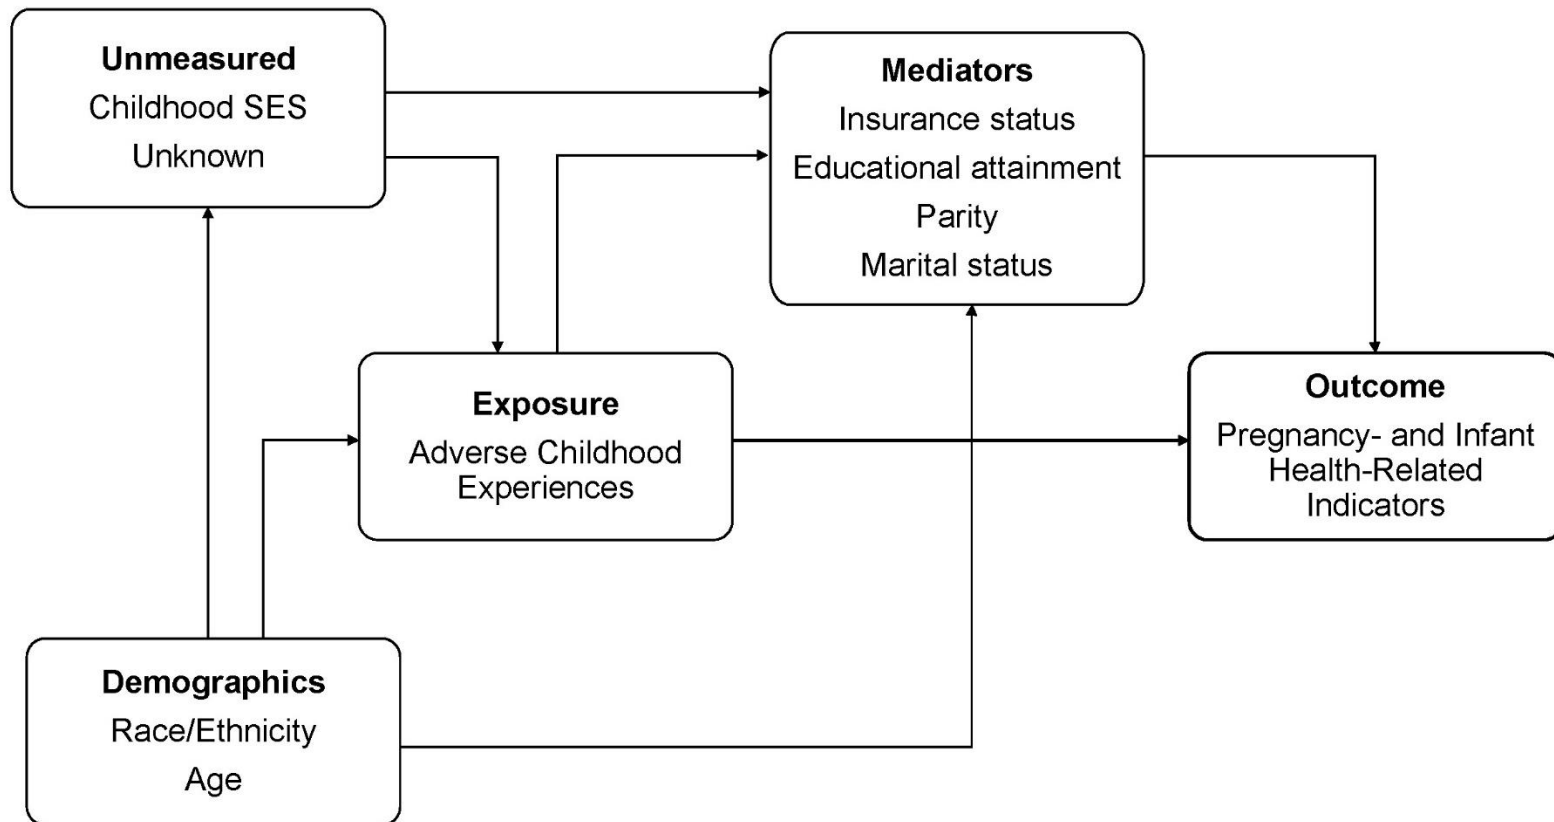 Unmeasured
Childhood SES
Unknown
Mediators
Insurance status
Educational attainment
Parity
Marital status
Exposure
Adverse Childhood
Experiences
Outcome
Pregnancy- and Infant
Health-Related
Indicators
Demographics
Race/Ethnicity
Age